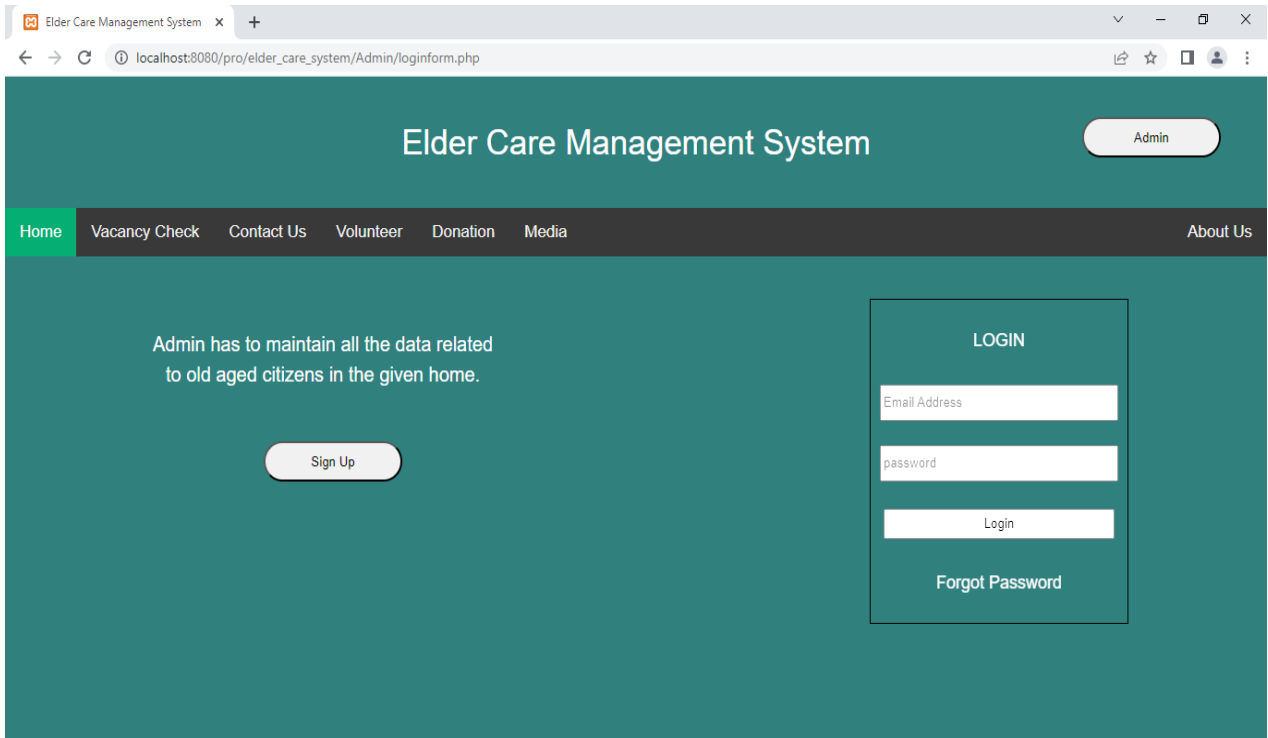 Elder Care Management System
localhost:8080/pro/elder_care_system/Admin/loginform.php
Elder Care Management System
Admin
Home Vacancy Check Contact Us Volunteer Donation Media About Us
Admin has to maintain all the data related
to old aged citizens in the given home.
Sign Up
LOGIN
Email Address
password
Login
Forgot Password